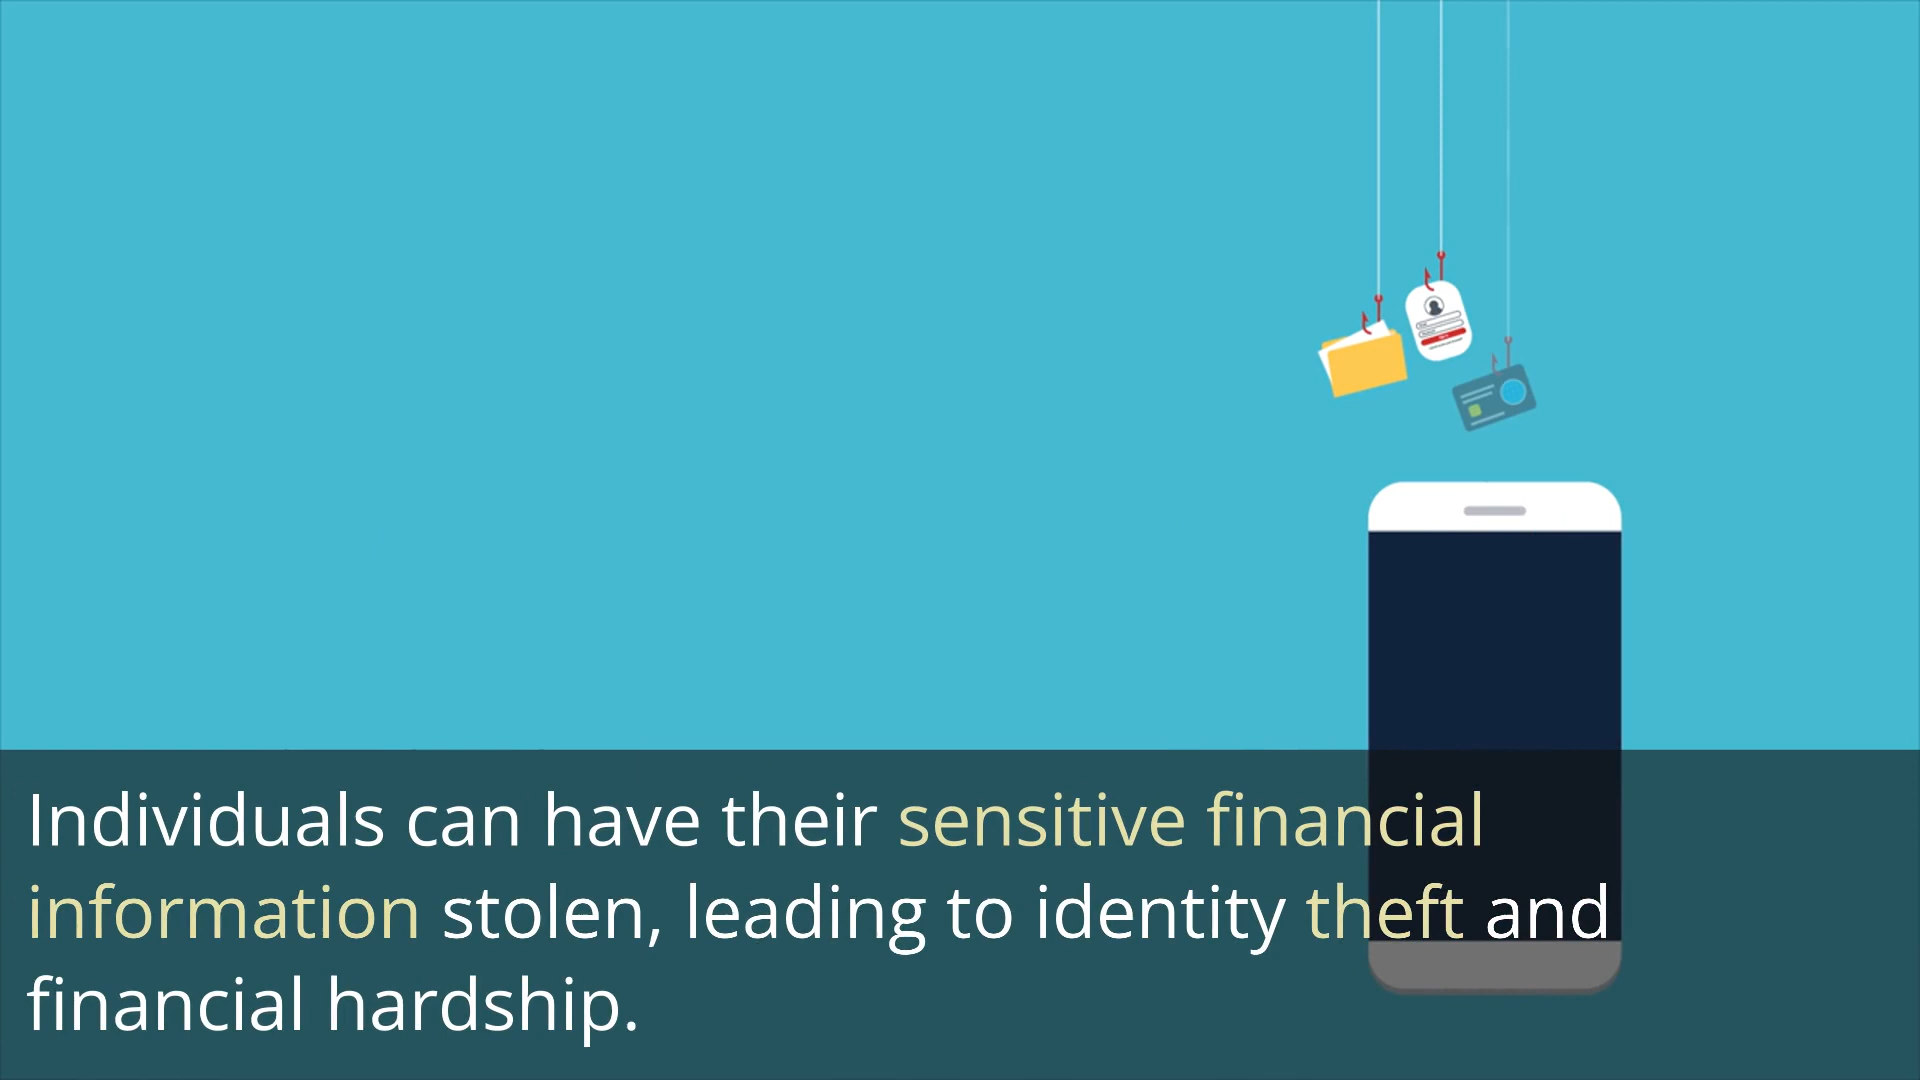 Individuals can have their sensitive financial
information stolen, leading to identity theft and
financial hardship.